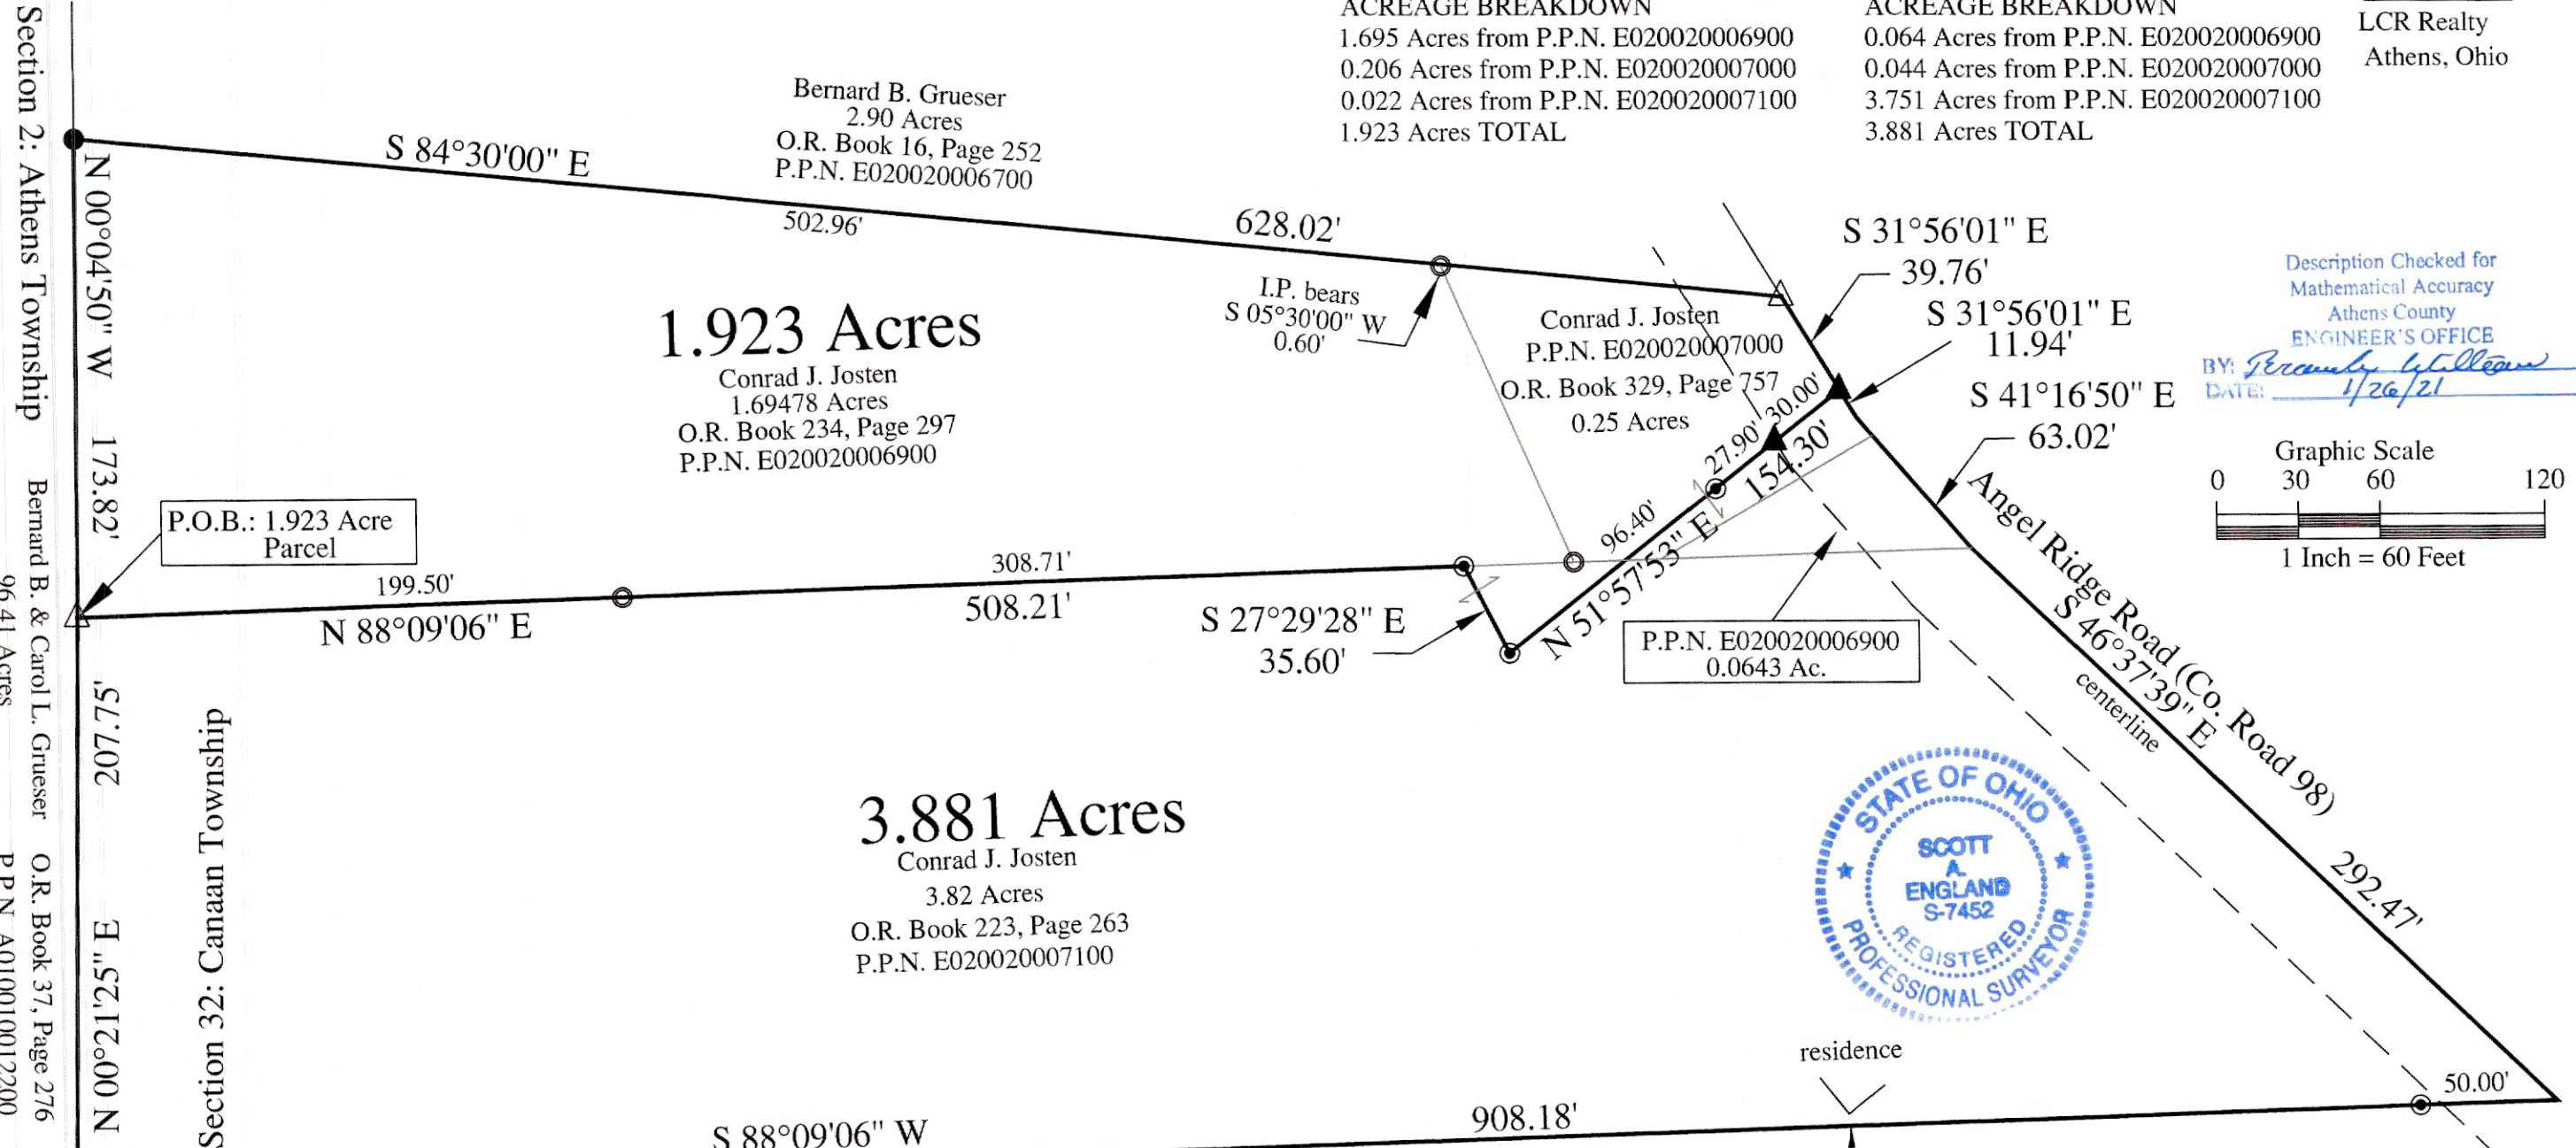 ACREAGE BREAKDOWN
1.695 Acres from P.P.N. E020020006900
0.206 Acres from P.P.N. E020020007000
0.022 Acres from P.P.N. E020020007100
1.923 Acres TOTAL
ACREAGE BREAKDOWN
0.064 Acres from P.P.N. E020020006900
0.044 Acres from P.P.N. E020020007000
3.751 Acres from P.P.N. E020020007100
3.881 Acres TOTAL
LCR Realty
Athens, Ohio
Section 2: Athens Township
Bernard B. & Carol L. Grueser
O.R. Book 37, Page 276
96.41 Acres
P.P.N. A010010012200
N 00°04'50" W 173.82'
Bernard B. Grueser
2.90 Acres
O.R. Book 16, Page 252
P.P.N. E020020006700
S 84°30'00" E
502.96'
628.02'
S 31°56'01" E
39.76'
S 31°56'01" E
11.94'
S 41°16'50" E
63.02'
Description Checked for
Mathematical Accuracy
Athens County
ENGINEER'S OFFICE
BY:
DATE: 1/26/21
Graphic Scale
0 30 60 120
1 Inch = 60 Feet
1.923 Acres
Conrad J. Josten
1.69478 Acres
O.R. Book 234, Page 297
P.P.N. E020020006900
I.P. bears
S 05°30'00" W
0.60'
Conrad J. Josten
P.P.N. E020020007000
O.R. Book 329, Page 757
0.25 Acres
30.00'
27.90'
154.30'
96.40'
N 51°57'53" E
P.O.B.: 1.923 Acre
Parcel
199.50'
N 88°09'06" E
308.71'
508.21'
S 27°29'28" E
35.60'
P.P.N. E020020006900
0.0643 Ac.
Angel Ridge Road (Co. Road 98)
S 46°37'39" E
centerline
292.47'
N 00°21'25" E 207.75'
Section 32: Canaan Township
3.881 Acres
Conrad J. Josten
3.82 Acres
O.R. Book 223, Page 263
P.P.N. E020020007100
STATE OF OHIO
SCOTT
A.
ENGLAND
S-7452
REGISTERED
PROFESSIONAL SURVEYOR
residence
50.00'
908.18'
S 88°09'06" W